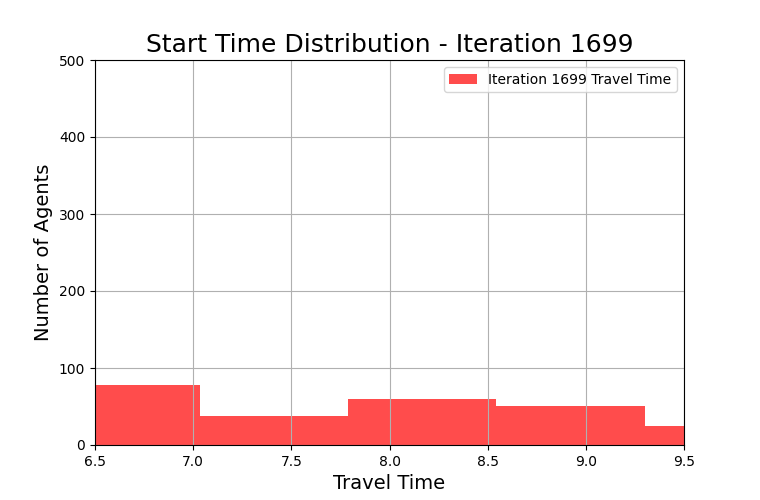 Start Time Distribution - Iteration 1699
Iteration 1699 Travel Time
Number of Agents
500
400
300
200
100
0
6.5 7.0 7.5 8.0 8.5 9.0 9.5
Travel Time